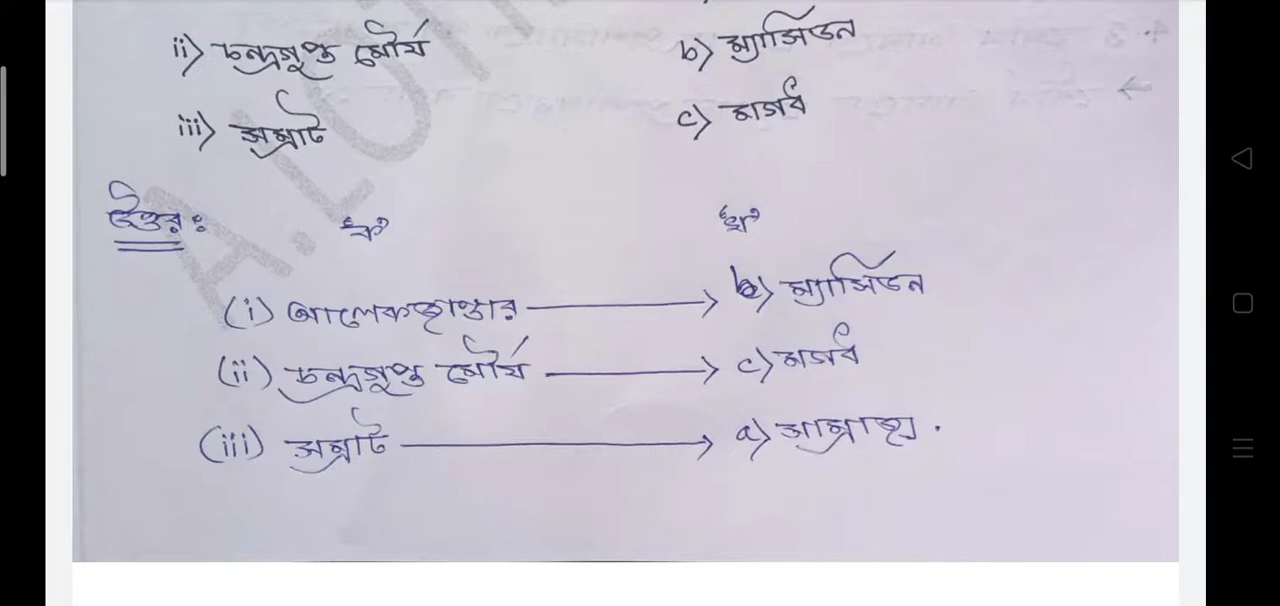 ii) চন্দ্রগুপ্ত মৌর্য b) ম্যাসিডন
iii) সম্রাট c) মগধ
উত্তর :
ক খ
(i) আলেকজান্ডার → b) ম্যাসিডন
(ii) চন্দ্রগুপ্ত মৌর্য → c) মগধ
(iii) সম্রাট → a) সাম্রাজ্য .